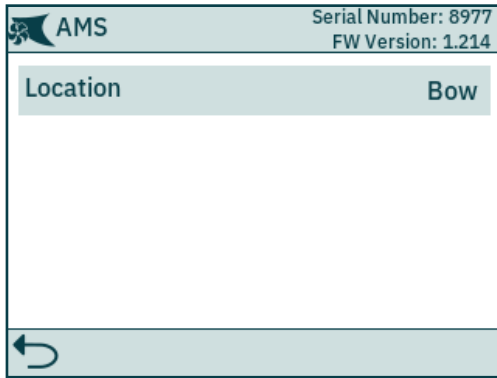 AMS
Serial Number: 8977
FW Version: 1.214
Location
Bow